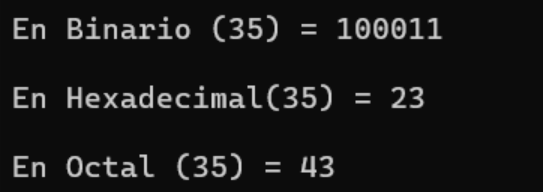 En Binario (35) = 100011
En Hexadecimal(35) = 23
En Octal (35) = 43